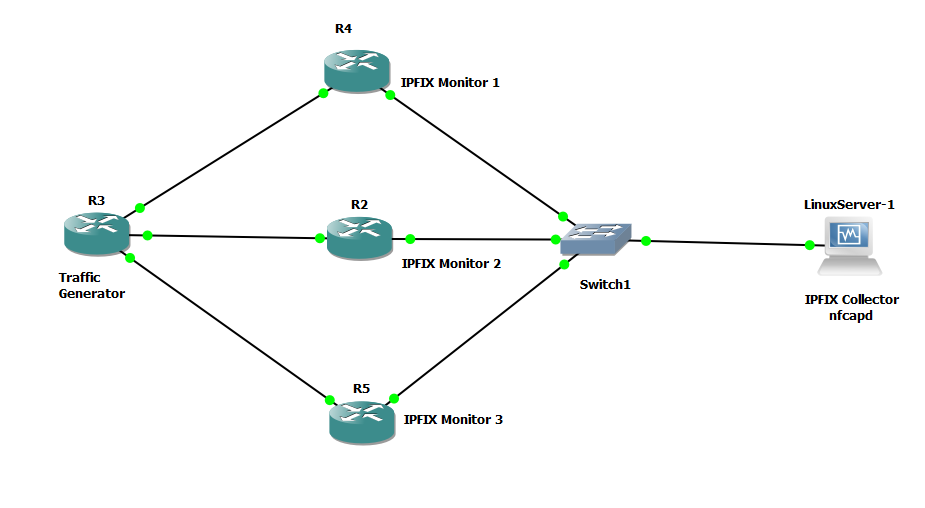 R4
IPFIX Monitor 1
R3
Traffic
Generator
R2
IPFIX Monitor 2
LinuxServer-1
Switch1
IPFIX Collector
nfcapd
R5
IPFIX Monitor 3